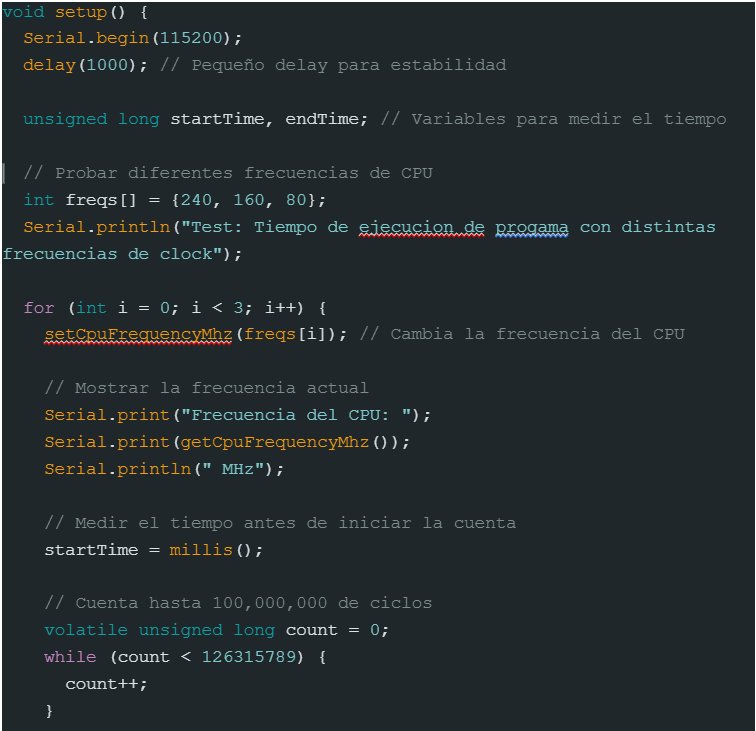 void setup() {
Serial.begin(115200);
delay(1000); // Pequeño delay para estabilidad
unsigned long startTime, endTime; // Variables para medir el tiempo
// Probar diferentes frecuencias de CPU
int freqs[] = {240, 160, 80};
Serial.println("Test: Tiempo de ejecucion de progama con distintas
frecuencias de clock");
for (int i = 0; i < 3; i++) {
setCpuFrequencyMhz(freqs[i]); // Cambia la frecuencia del CPU
// Mostrar la frecuencia actual
Serial.print("Frecuencia del CPU: ");
Serial.print(getCpuFrequencyMhz());
Serial.println(" MHz");
// Medir el tiempo antes de iniciar la cuenta
startTime = millis();
// Cuenta hasta 100,000,000 de ciclos
volatile unsigned long count = 0;
while (count < 126315789) {
count++;
}